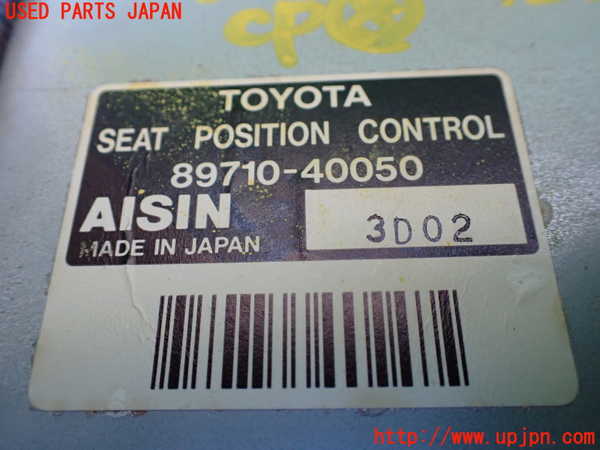 USED PARTS JAPAN
TOYOTA
SEAT POSITION CONTROL
89710-40050
AISIN
3D02
MADE IN JAPAN
http://www.upjpn.com/